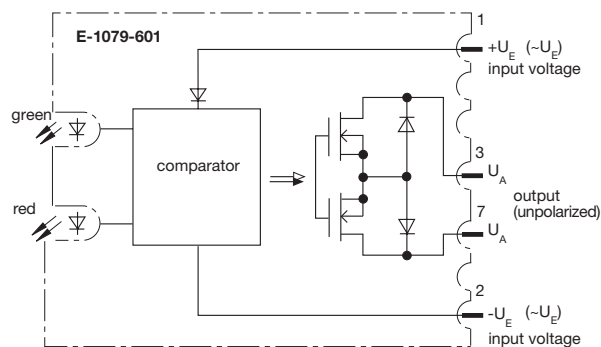 E-1079-601
1
+U_E (~U_E)
input voltage
green
comparator
3
U_A
output
(unpolarized)
red
7
U_A
2
-U_E (~U_E)
input voltage